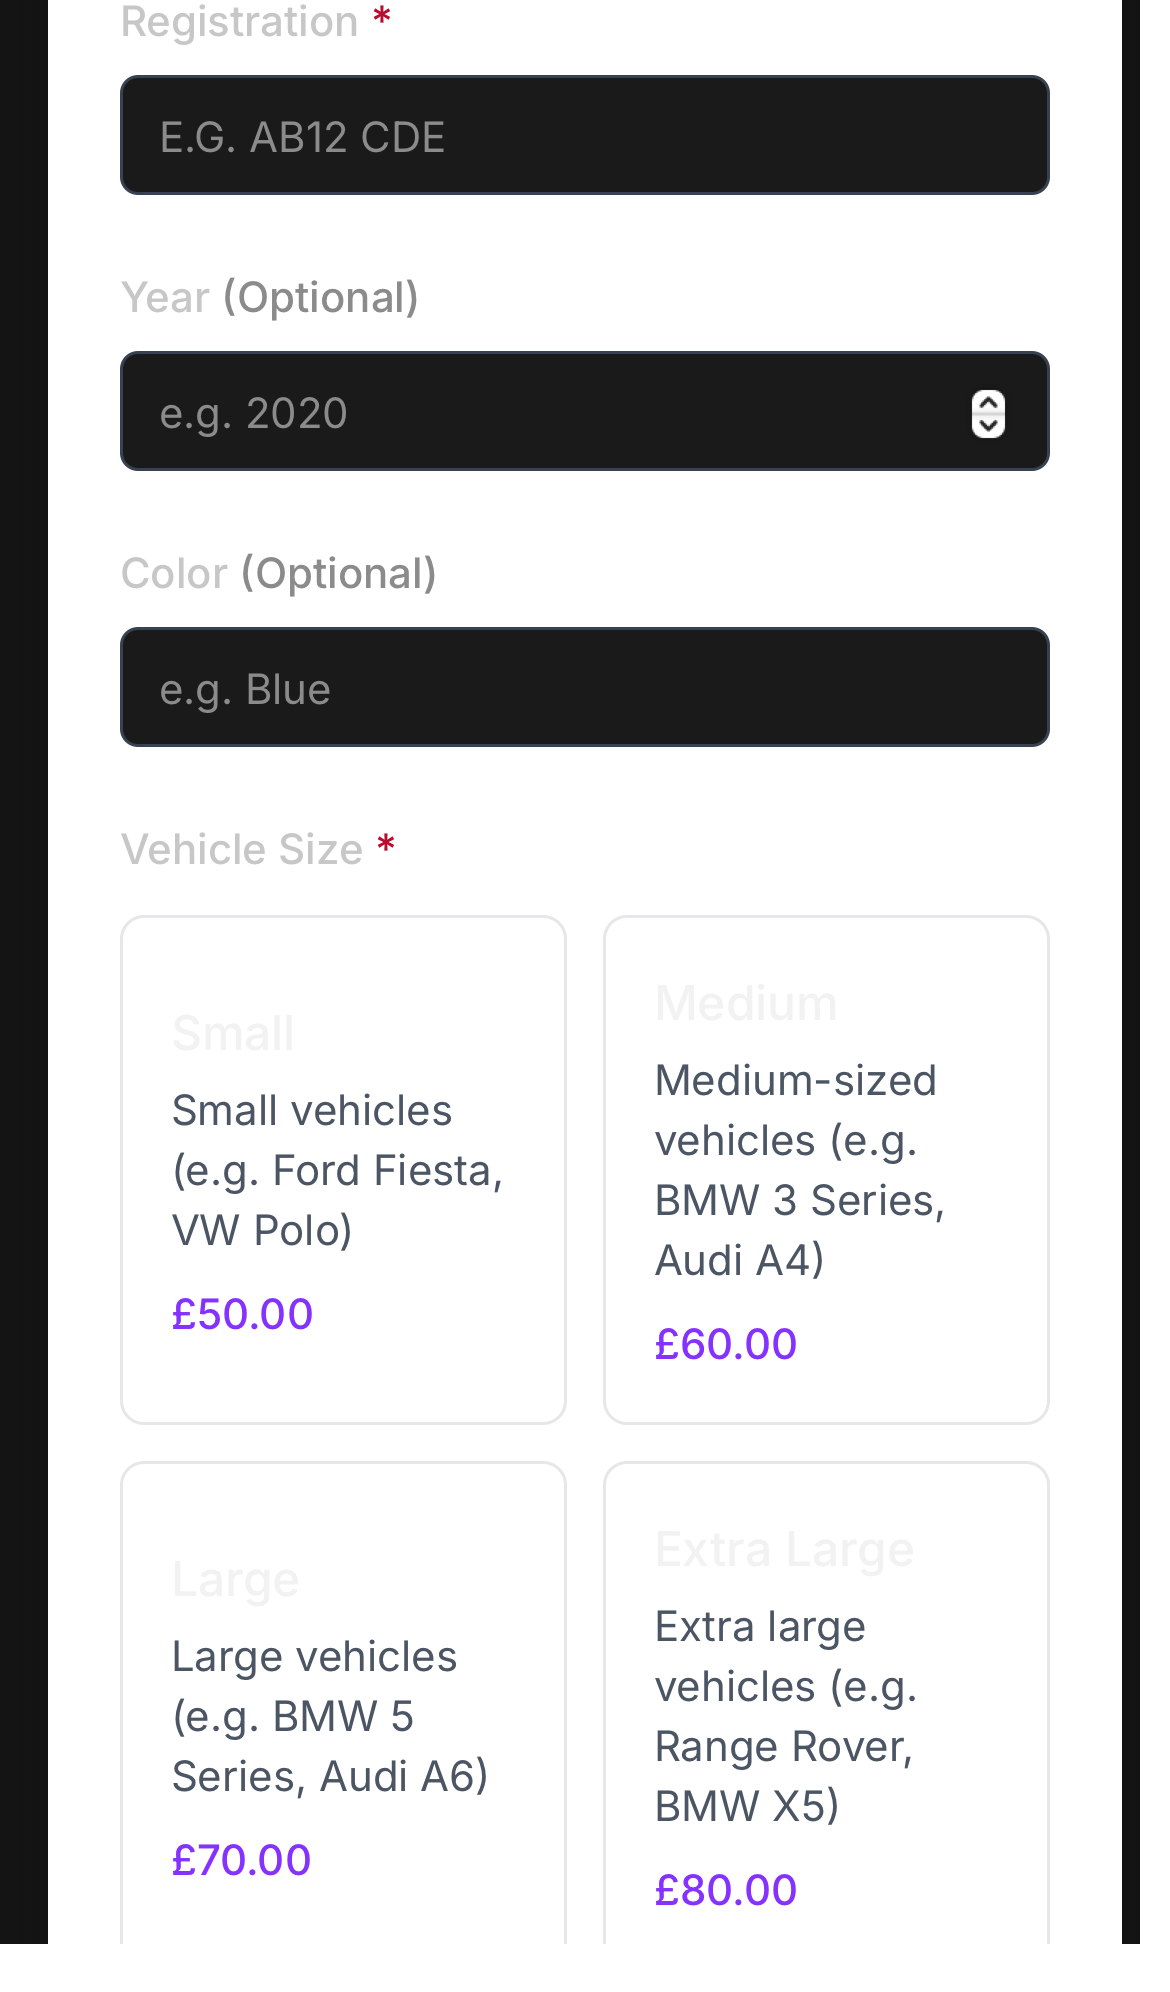 Registration *
E.G. AB12 CDE
Year (Optional)
e.g. 2020
Color (Optional)
e.g. Blue
Vehicle Size *
Small
Small vehicles
(e.g. Ford Fiesta,
VW Polo)
£50.00
Medium
Medium-sized
vehicles (e.g.
BMW 3 Series,
Audi A4)
£60.00
Large
Large vehicles
(e.g. BMW 5
Series, Audi A6)
£70.00
Extra Large
Extra large
vehicles (e.g.
Range Rover,
BMW X5)
£80.00